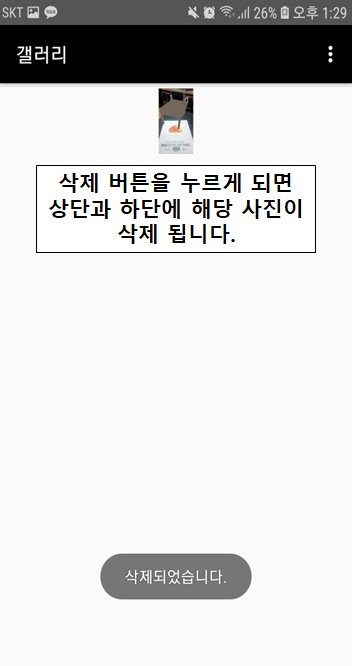 SKT TALK 26% 오후 1:29
갤러리
삭제 버튼을 누르게 되면
상단과 하단에 해당 사진이
삭제 됩니다.
삭제되었습니다.